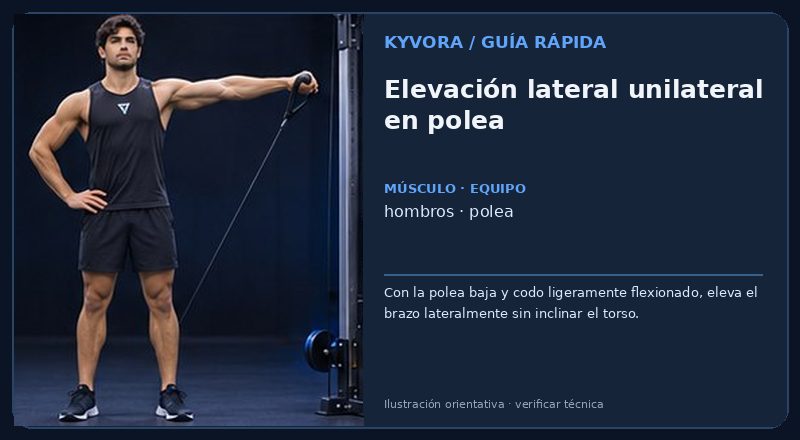 KYVORA / GUÍA RÁPIDA
Elevación lateral unilateral
en polea
MÚSCULO · EQUIPO
hombros · polea
Con la polea baja y codo ligeramente flexionado, eleva el
brazo lateralmente sin inclinar el torso.
Ilustración orientativa · verificar técnica